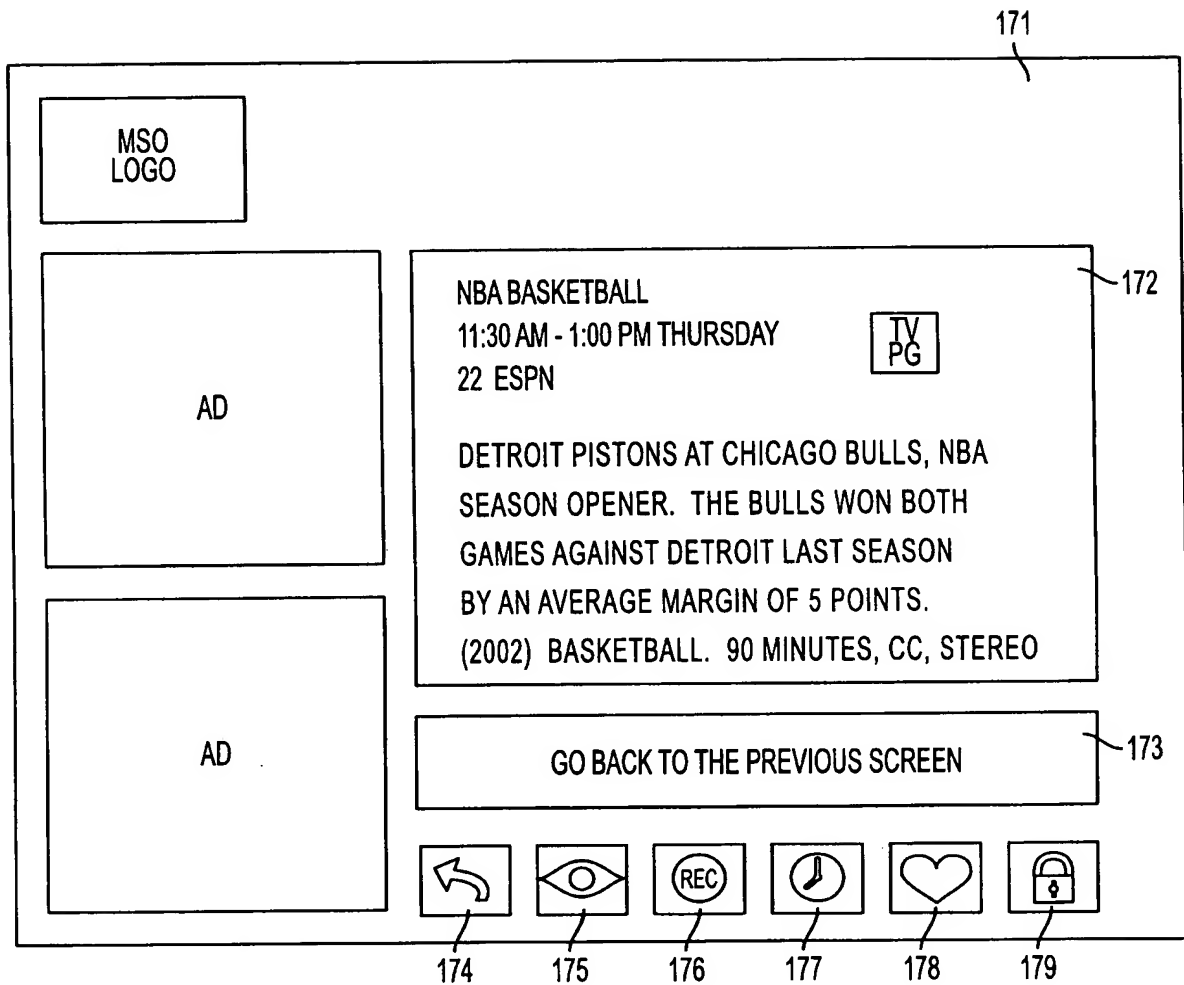 171
MSO
LOGO
AD
NBA BASKETBALL
11:30 AM - 1:00 PM THURSDAY
22 ESPN
TV
PG
172
DETROIT PISTONS AT CHICAGO BULLS, NBA
SEASON OPENER. THE BULLS WON BOTH
GAMES AGAINST DETROIT LAST SEASON
BY AN AVERAGE MARGIN OF 5 POINTS.
(2002) BASKETBALL. 90 MINUTES, CC, STEREO
AD
GO BACK TO THE PREVIOUS SCREEN
173
REC
174
175
176
177
178
179